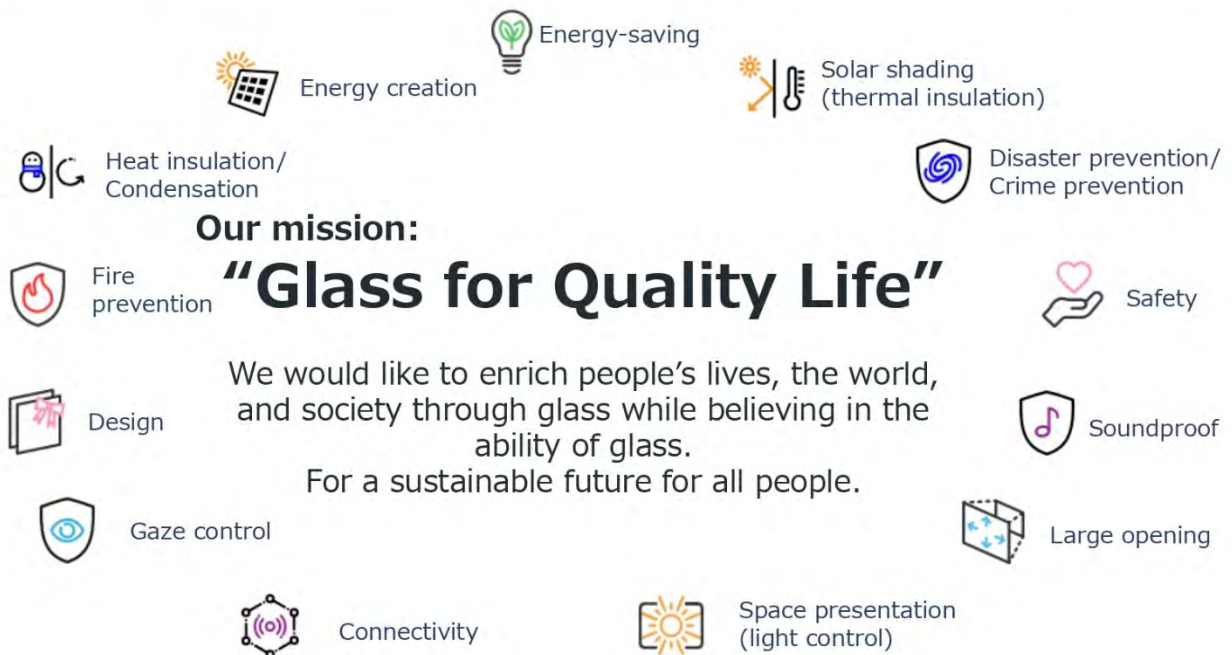 Energy-saving
Energy creation
Solar shading
(thermal insulation)
Heat insulation/
Condensation
Disaster prevention/
Crime prevention
Our mission:
“Glass for Quality Life”
Fire
prevention
Safety
We would like to enrich people’s lives, the world,
and society through glass while believing in the
ability of glass.
For a sustainable future for all people.
Design
Soundproof
Gaze control
Large opening
Connectivity
Space presentation
(light control)